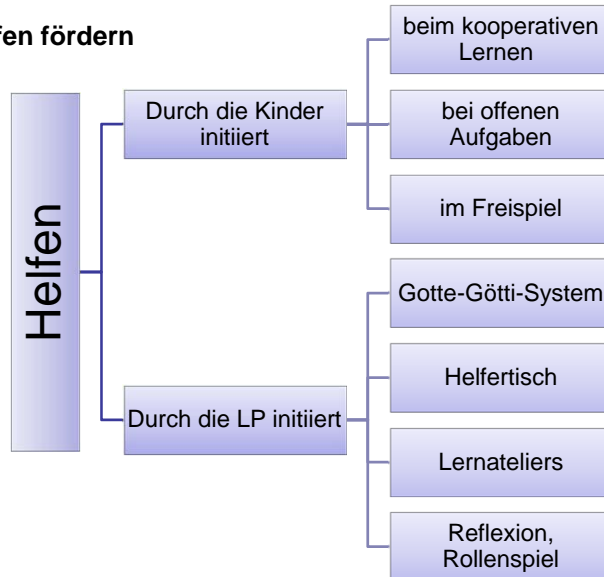 fen fördern
Helfen
Durch die Kinder
initiiert
beim kooperativen
Lernen
bei offenen
Aufgaben
im Freispiel
Durch die LP initiiert
Gotte-Götti-System
Helfertisch
Lernateliers
Reflexion,
Rollenspiel